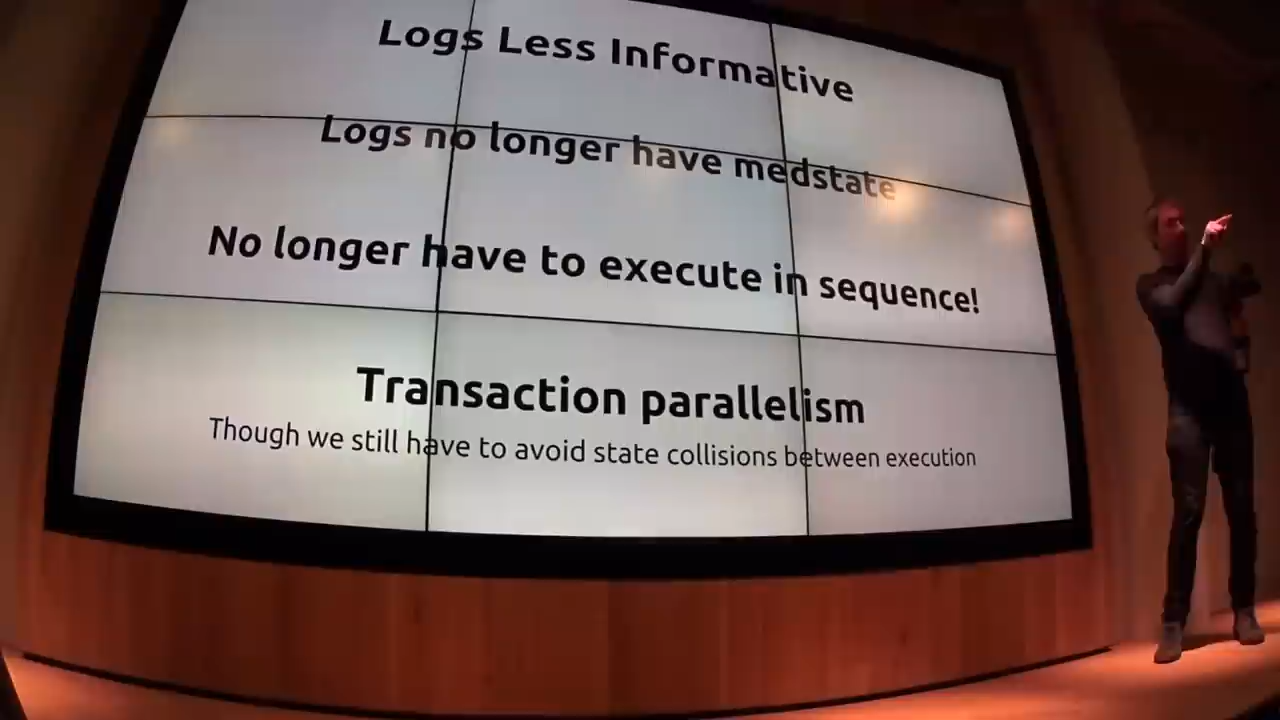 Logs Less Informative
Logs no longer have medstate
No longer have to execute in sequence!
Transaction parallelism
Though we still have to avoid state collisions between execution